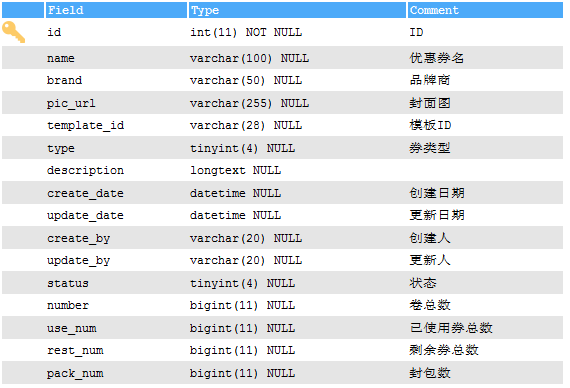 Field Type Comment
id int(11) NOT NULL ID
name varchar(100) NULL 优惠券名
brand varchar(50) NULL 品牌商
pic_url varchar(255) NULL 封面图
template_id varchar(28) NULL 模板ID
type tinyint(4) NULL 券类型
description longtext NULL
create_date datetime NULL 创建日期
update_date datetime NULL 更新日期
create_by varchar(20) NULL 创建人
update_by varchar(20) NULL 更新人
status tinyint(4) NULL 状态
number bigint(11) NULL 卷总数
use_num bigint(11) NULL 已使用券总数
rest_num bigint(11) NULL 剩余券总数
pack_num bigint(11) NULL 封包数